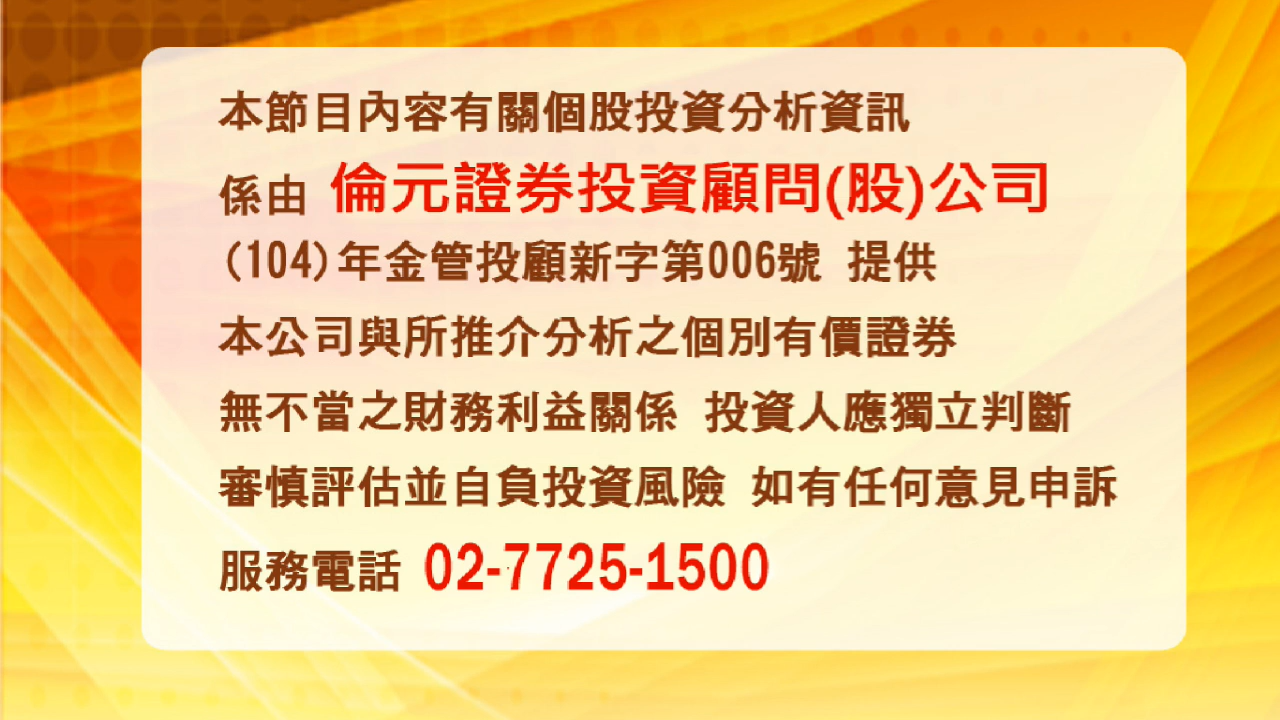 本節目內容有關個股投資分析資訊
係由 倫元證券投資顧問(股)公司
(104)年金管投顧新字第006號 提供
本公司與所推介分析之個別有價證券
無不當之財務利益關係 投資人應獨立判斷
審慎評估並自負投資風險 如有任何意見申訴
服務電話 02-7725-1500